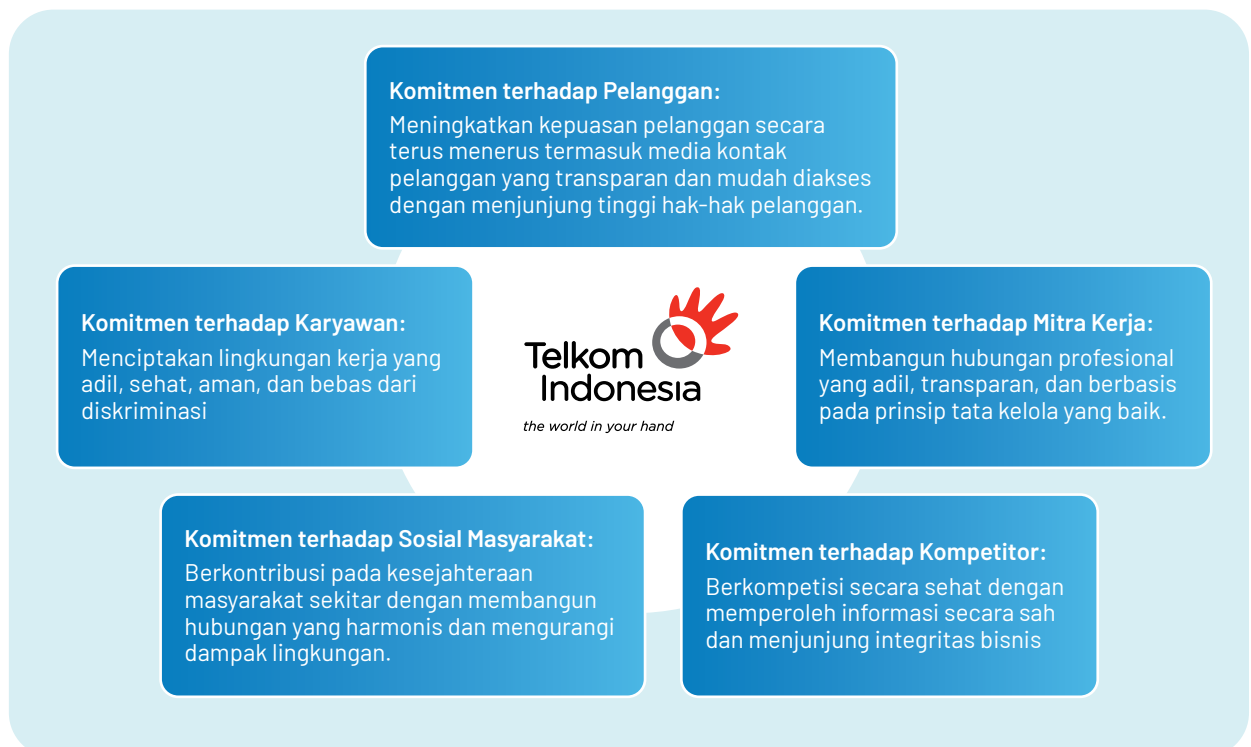 Komitmen terhadap Pelanggan:
Meningkatkan kepuasan pelanggan secara
terus menerus termasuk media kontak
pelanggan yang transparan dan mudah diakses
dengan menjunjung tinggi hak-hak pelanggan.
Komitmen terhadap Karyawan:
Menciptakan lingkungan kerja yang
adil, sehat, aman, dan bebas dari
diskriminasi
Telkom
Indonesia
the world in your hand
Komitmen terhadap Mitra Kerja:
Membangun hubungan profesional
yang adil, transparan, dan berbasis
pada prinsip tata kelola yang baik.
Komitmen terhadap Sosial Masyarakat:
Berkontribusi pada kesejahteraan
masyarakat sekitar dengan membangun
hubungan yang harmonis dan mengurangi
dampak lingkungan.
Komitmen terhadap Kompetitor:
Berkompetisi secara sehat dengan
memperoleh informasi secara sah
dan menjunjung integritas bisnis